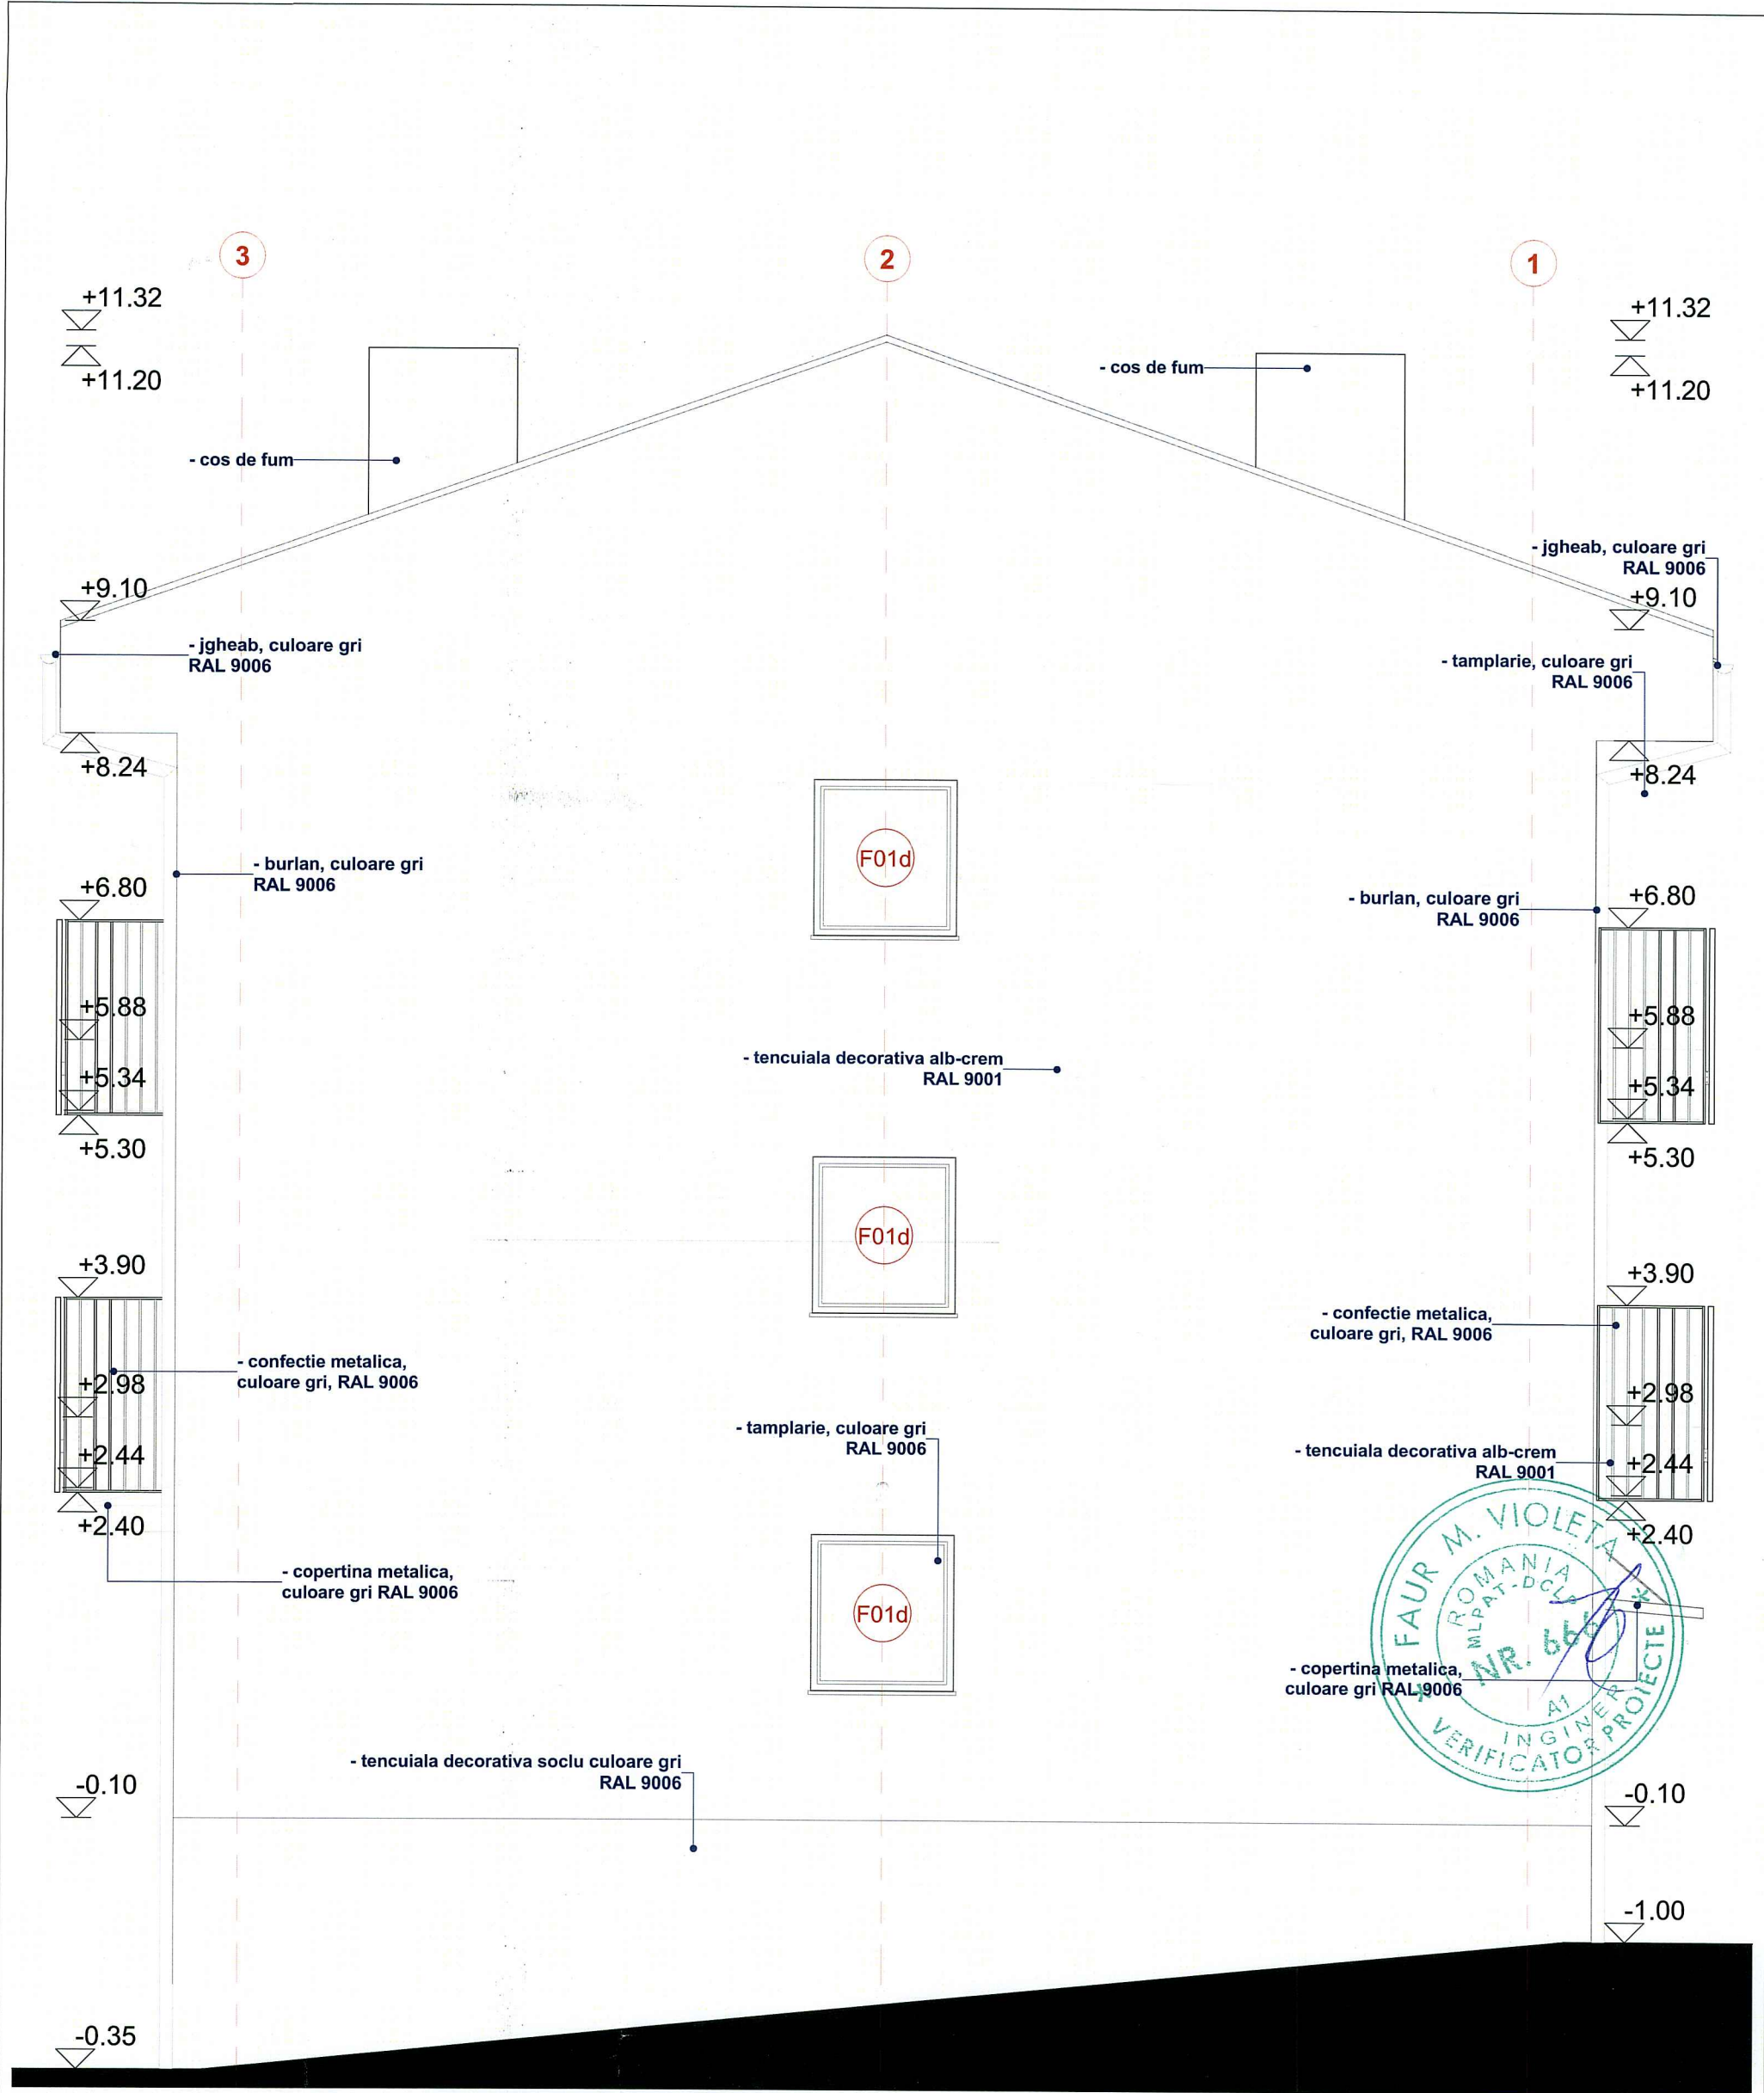 3
2
1
+11.32
+11.20
+11.32
+11.20
- cos de fum
- cos de fum
- jgheab, culoare gri
RAL 9006
+9.10
+9.10
- jgheab, culoare gri
RAL 9006
- tamplarie, culoare gri
RAL 9006
+8.24
+8.24
F01d
- burlan, culoare gri
RAL 9006
+6.80
- burlan, culoare gri
RAL 9006
+6.80
+5.88
+5.88
- tencuiala decorativa alb-crem
RAL 9001
+5.34
+5.34
+5.30
+5.30
F01d
+3.90
+3.90
- confectie metalica,
culoare gri, RAL 9006
- confectie metalica,
culoare gri, RAL 9006
+2.98
+2.98
- tamplarie, culoare gri
RAL 9006
- tencuiala decorativa alb-crem
RAL 9001
+2.44
+2.44
+2.40
+2.40
- copertina metalica,
culoare gri RAL 9006
F01d
FAUR M. VIOLETA
ROMANIA
MLPAT-DCLP
NR.
A1
INGINER
* VERIFICATOR PROIECTE *
- copertina metalica,
culoare gri RAL 9006
- tencuiala decorativa soclu culoare gri
RAL 9006
-0.10
-0.10
-1.00
-0.35